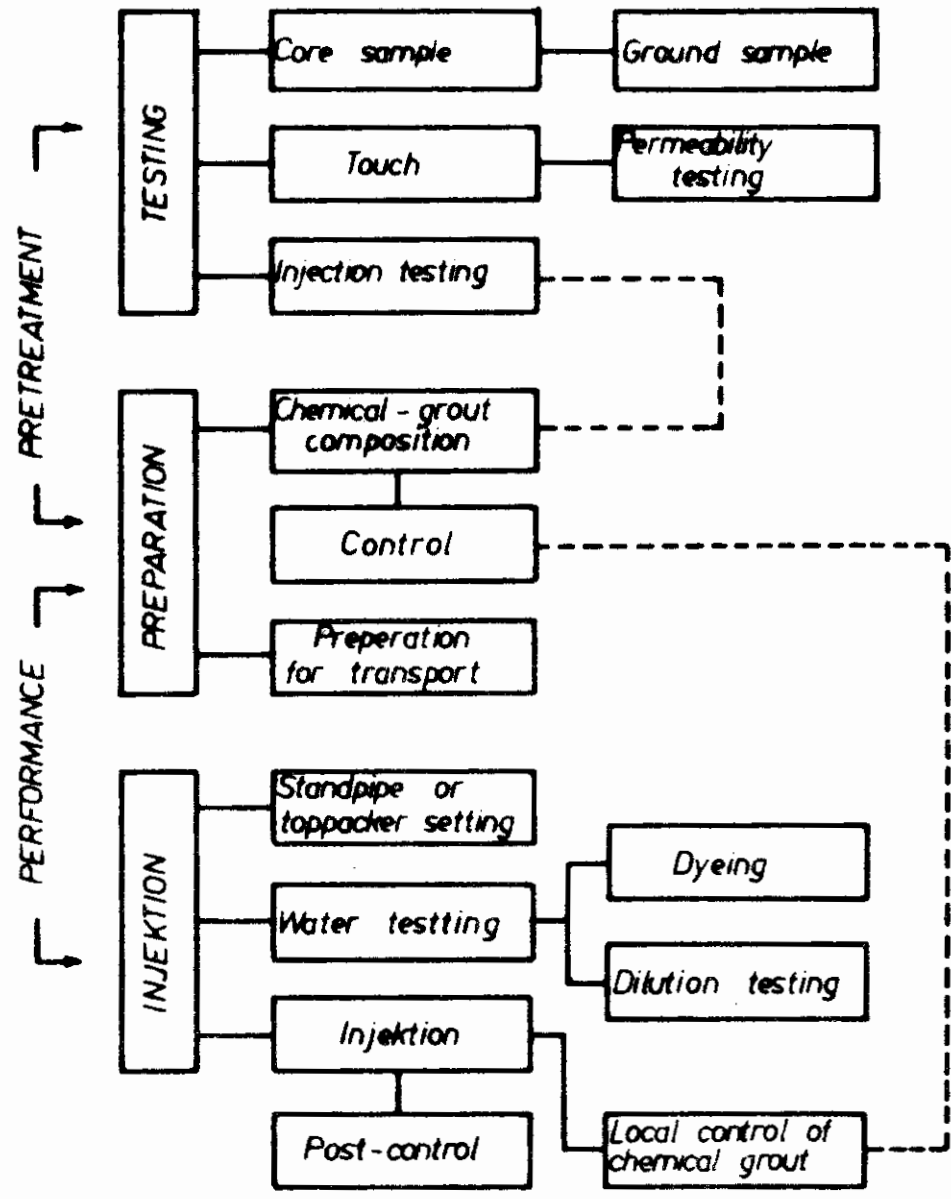 PRETREATMENT
PERFORMANCE
TESTING
Core sample
Ground sample
Touch
Permeability
testing
Injection testing
PREPARATION
Chemical-grout
composition
Control
Preperation
for transport
INJEKTION
Standpipe or
toppacker setting
Water testting
Dyeing
Dilution testing
Injektion
Post-control
Local control of
chemical grout